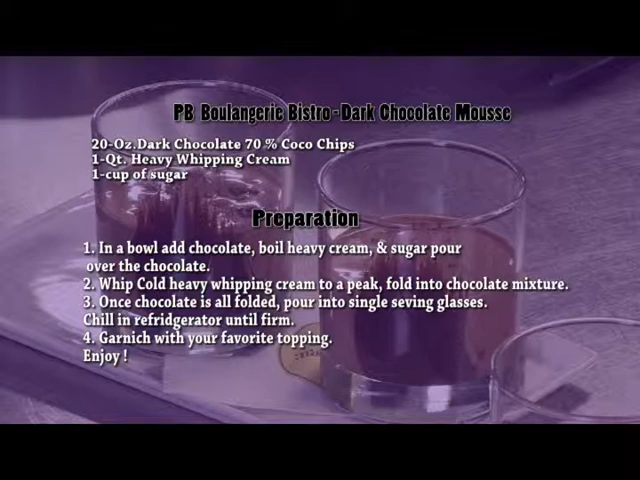 PB Boulangerie Bistro-Dark Chocolate Mousse
20-Oz.Dark Chocolate 70 % Coco Chips
1-Qt. Heavy Whipping Cream
1-cup of sugar
Preparation
1. In a bowl add chocolate, boil heavy cream, & sugar pour
over the chocolate.
2. Whip Cold heavy whipping cream to a peak, fold into chocolate mixture.
3. Once chocolate is all folded, pour into single seving glasses.
Chill in refridgerator until firm.
4. Garnich with your favorite topping.
Enjoy !